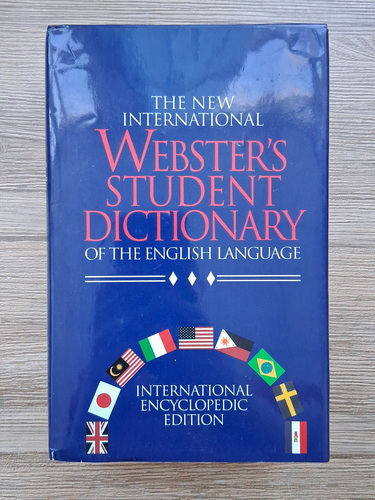 THE NEW
INTERNATIONAL
WEBSTER'S
STUDENT
DICTIONARY
OF THE ENGLISH LANGUAGE
INTERNATIONAL
ENCYCLOPEDIC
EDITION